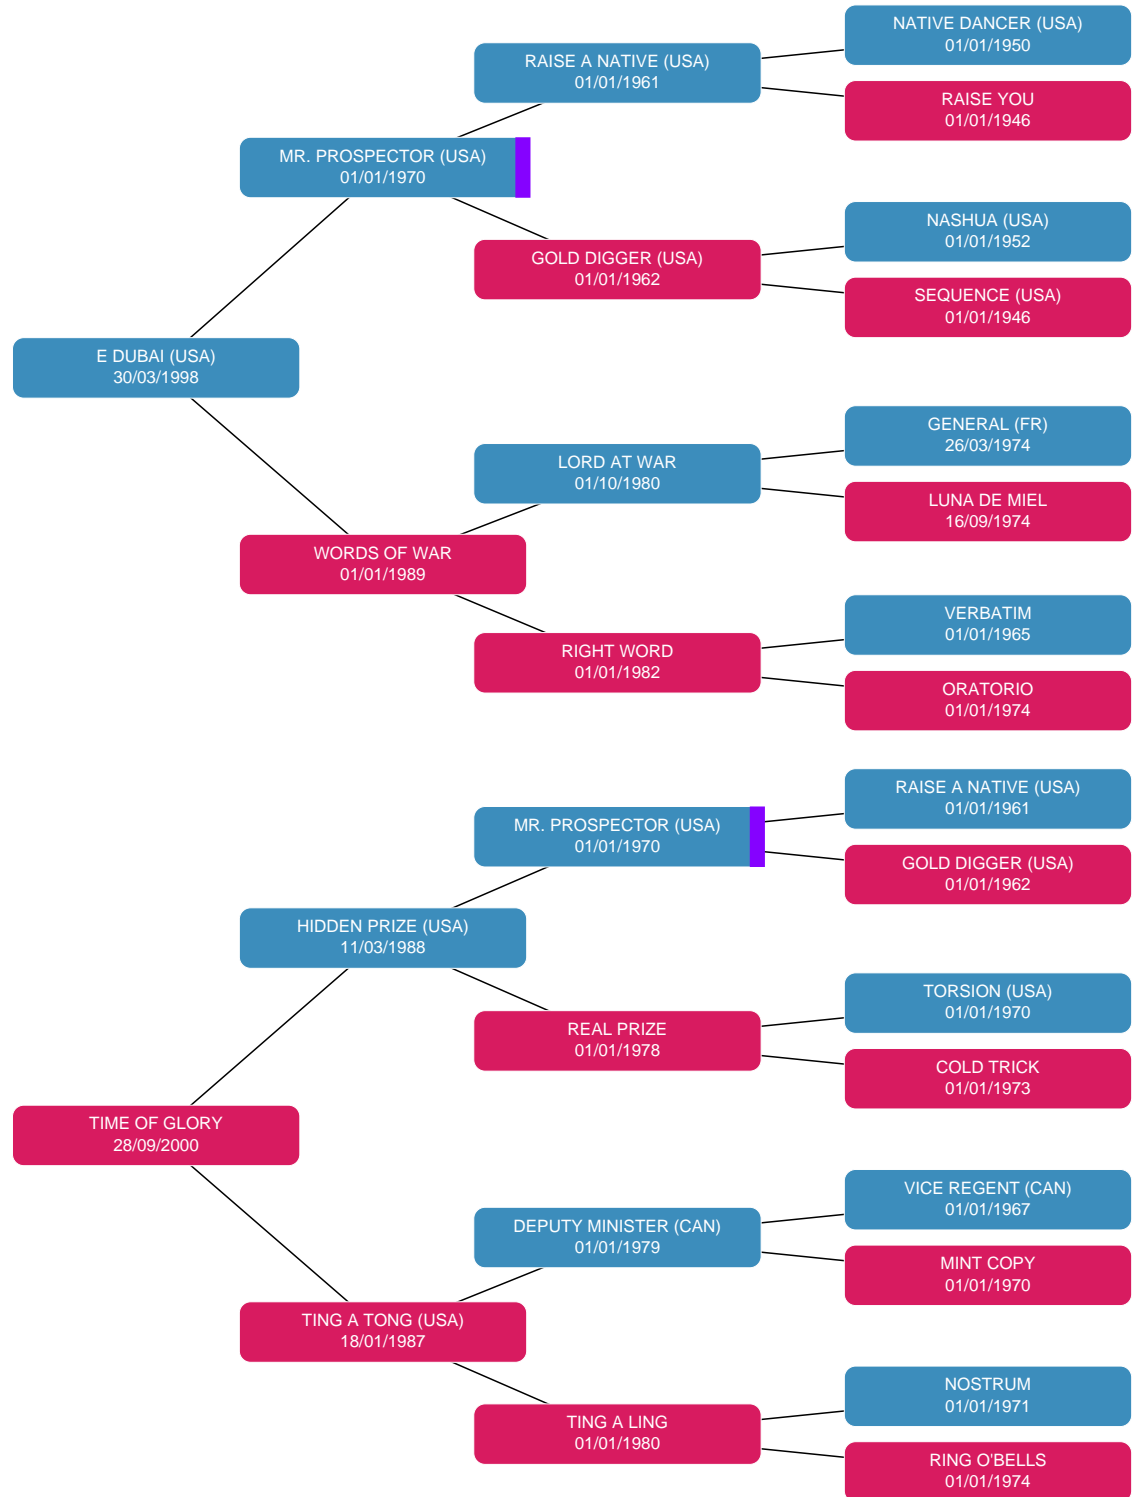 NATIVE DANCER (USA)
01/01/1950
RAISE A NATIVE (USA)
01/01/1961
RAISE YOU
01/01/1946
MR. PROSPECTOR (USA)
01/01/1970
NASHUA (USA)
01/01/1952
GOLD DIGGER (USA)
01/01/1962
SEQUENCE (USA)
01/01/1946
E DUBAI (USA)
30/03/1998
GENERAL (FR)
26/03/1974
LORD AT WAR
01/10/1980
LUNA DE MIEL
16/09/1974
WORDS OF WAR
01/01/1989
VERBATIM
01/01/1965
RIGHT WORD
01/01/1982
ORATORIO
01/01/1974
RAISE A NATIVE (USA)
01/01/1961
MR. PROSPECTOR (USA)
01/01/1970
GOLD DIGGER (USA)
01/01/1962
HIDDEN PRIZE (USA)
11/03/1988
TORSION (USA)
01/01/1970
REAL PRIZE
01/01/1978
COLD TRICK
01/01/1973
TIME OF GLORY
28/09/2000
VICE REGENT (CAN)
01/01/1967
DEPUTY MINISTER (CAN)
01/01/1979
MINT COPY
01/01/1970
TING A TONG (USA)
18/01/1987
NOSTRUM
01/01/1971
TING A LING
01/01/1980
RING O'BELLS
01/01/1974